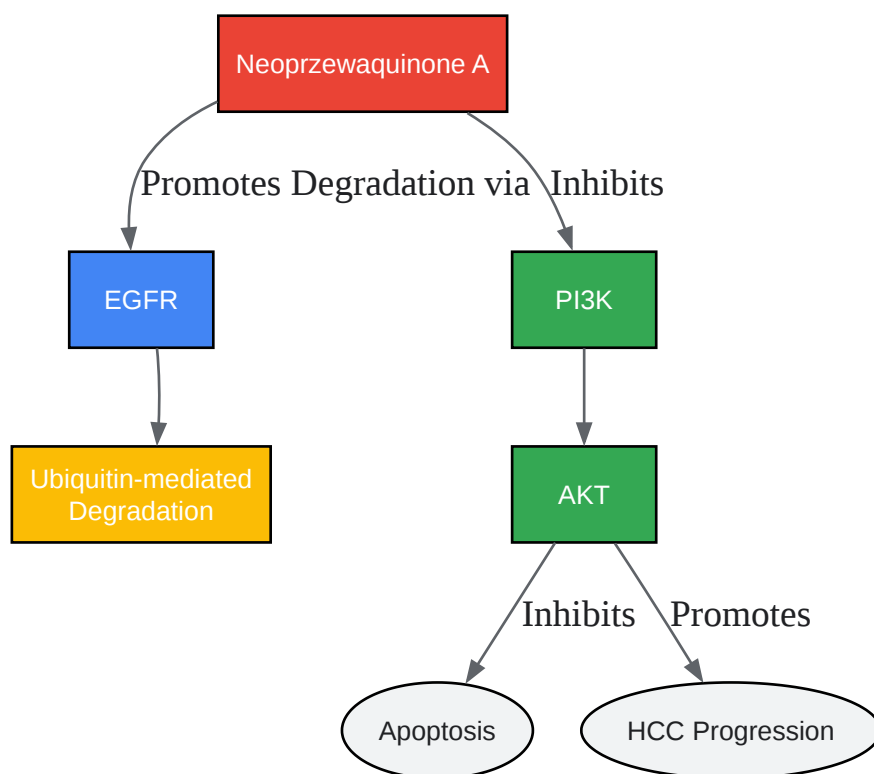 Neoprzewaquinone A
Promotes Degradation via
Inhibits
EGFR
PI3K
Ubiquitin-mediated
Degradation
AKT
Inhibits
Promotes
Apoptosis
HCC Progression